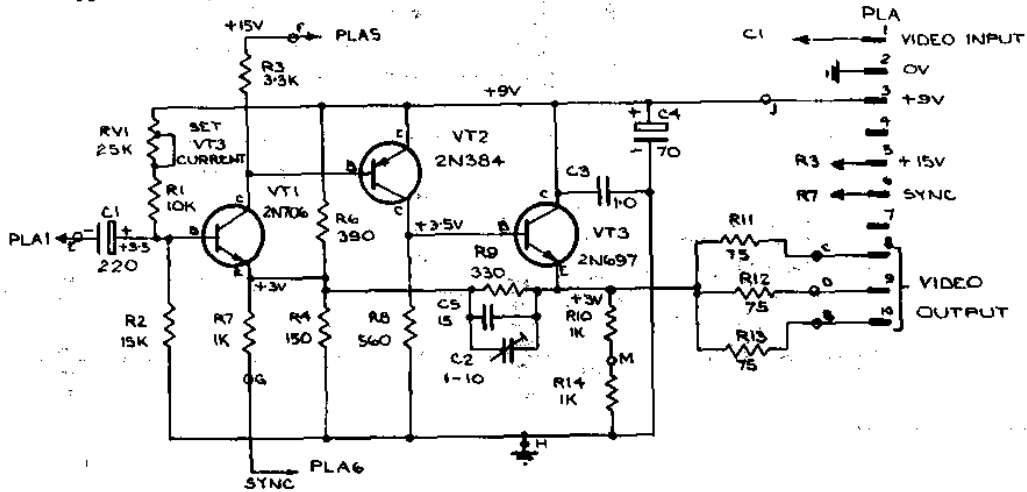 +15V
F
PLA5
R3
3·3K
+9V
RV1
25K
SET
VT3
CURRENT
R1
10K
C1
PLA1
E
-
+
+3·5
220
B
C
VT1
2N706
E
+3V
R2
15K
R7
1K
G
SYNC
PLA6
R6
390
R4
150
E
B
C
VT2
2N384
+3·5V
R8
560
R9
330
C5
15
C2
1-10
C3
1·0
B
C
E
VT3
2N697
+
C4
-
70
+3V
R10
1K
M
R14
1K
H
J
R11
75
C
R12
75
D
R13
75
B
PLA
C1
1
VIDEO INPUT
2
0V
3
+9V
4
R3
5
+15V
R7
6
SYNC
7
8
9
10
VIDEO
OUTPUT